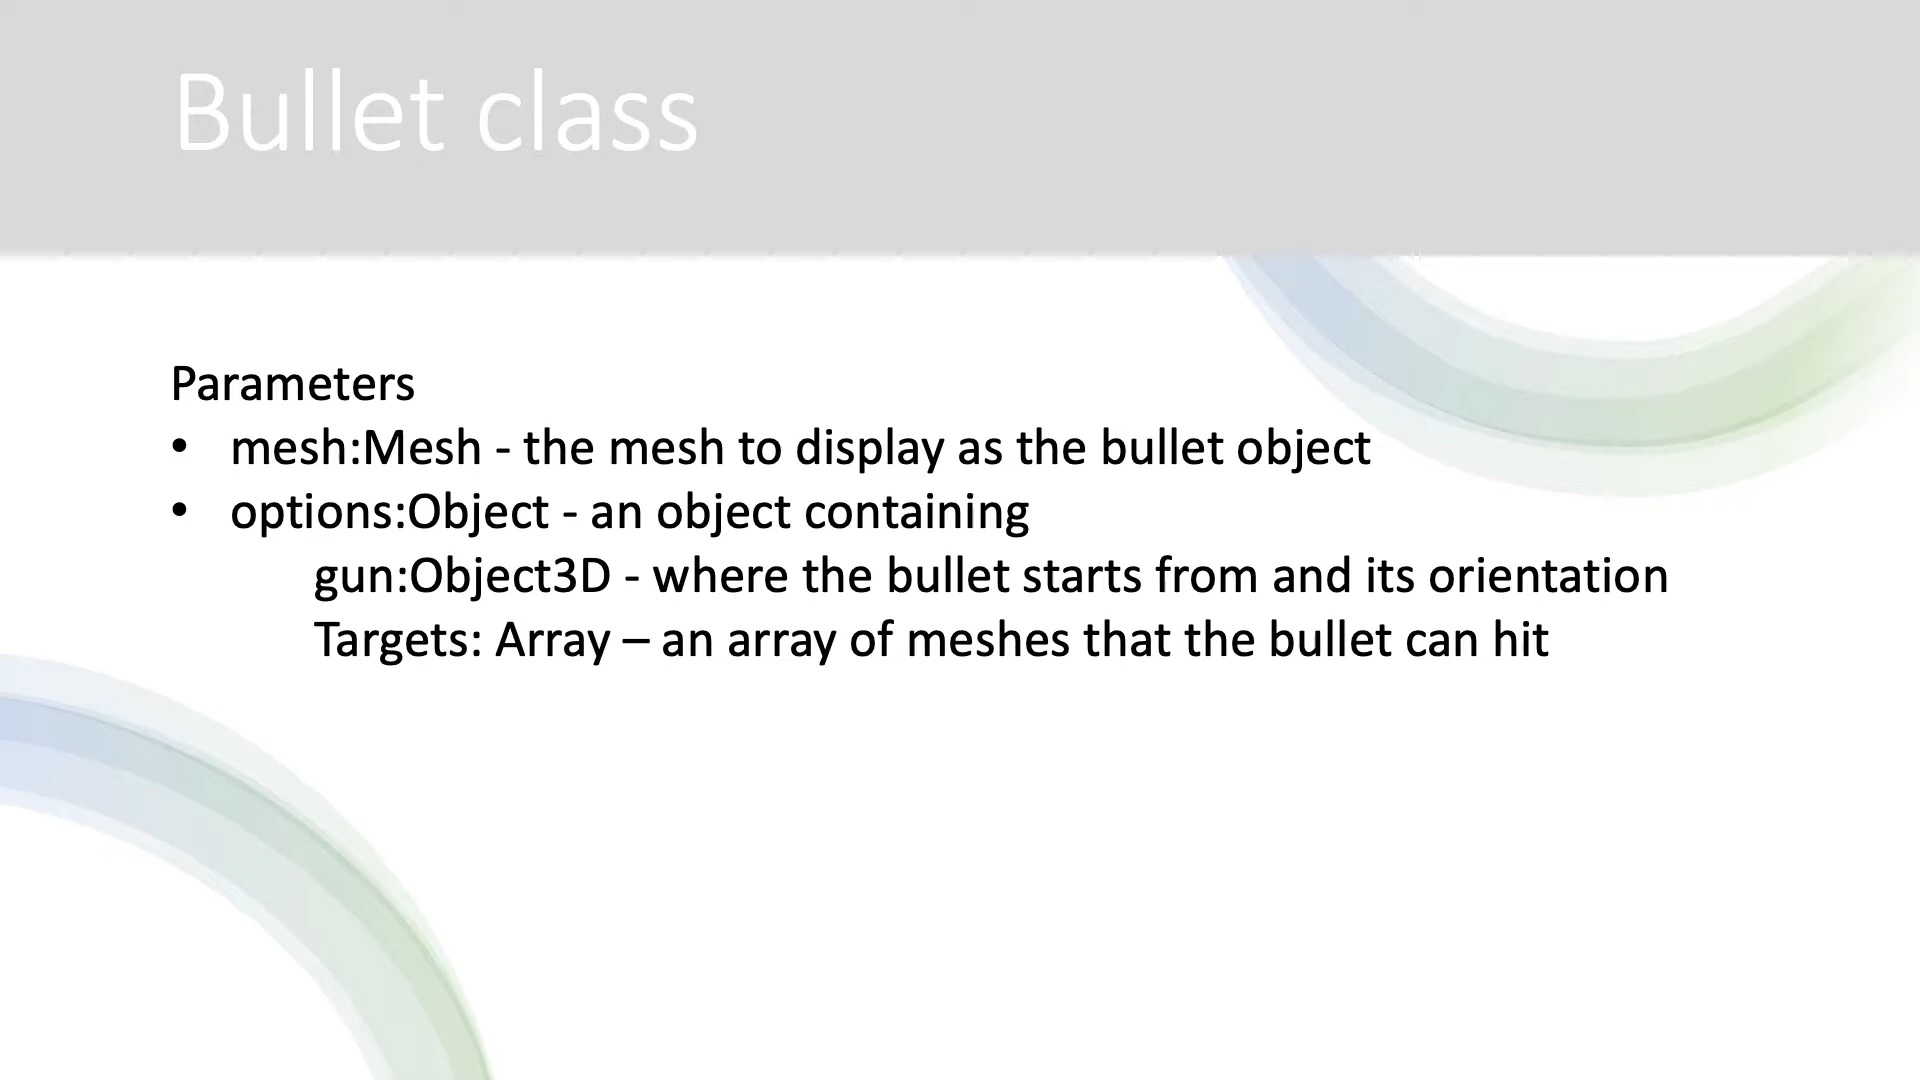 Bullet class
Parameters
• mesh:Mesh - the mesh to display as the bullet object
• options:Object - an object containing
gun:Object3D - where the bullet starts from and its orientation
Targets: Array – an array of meshes that the bullet can hit